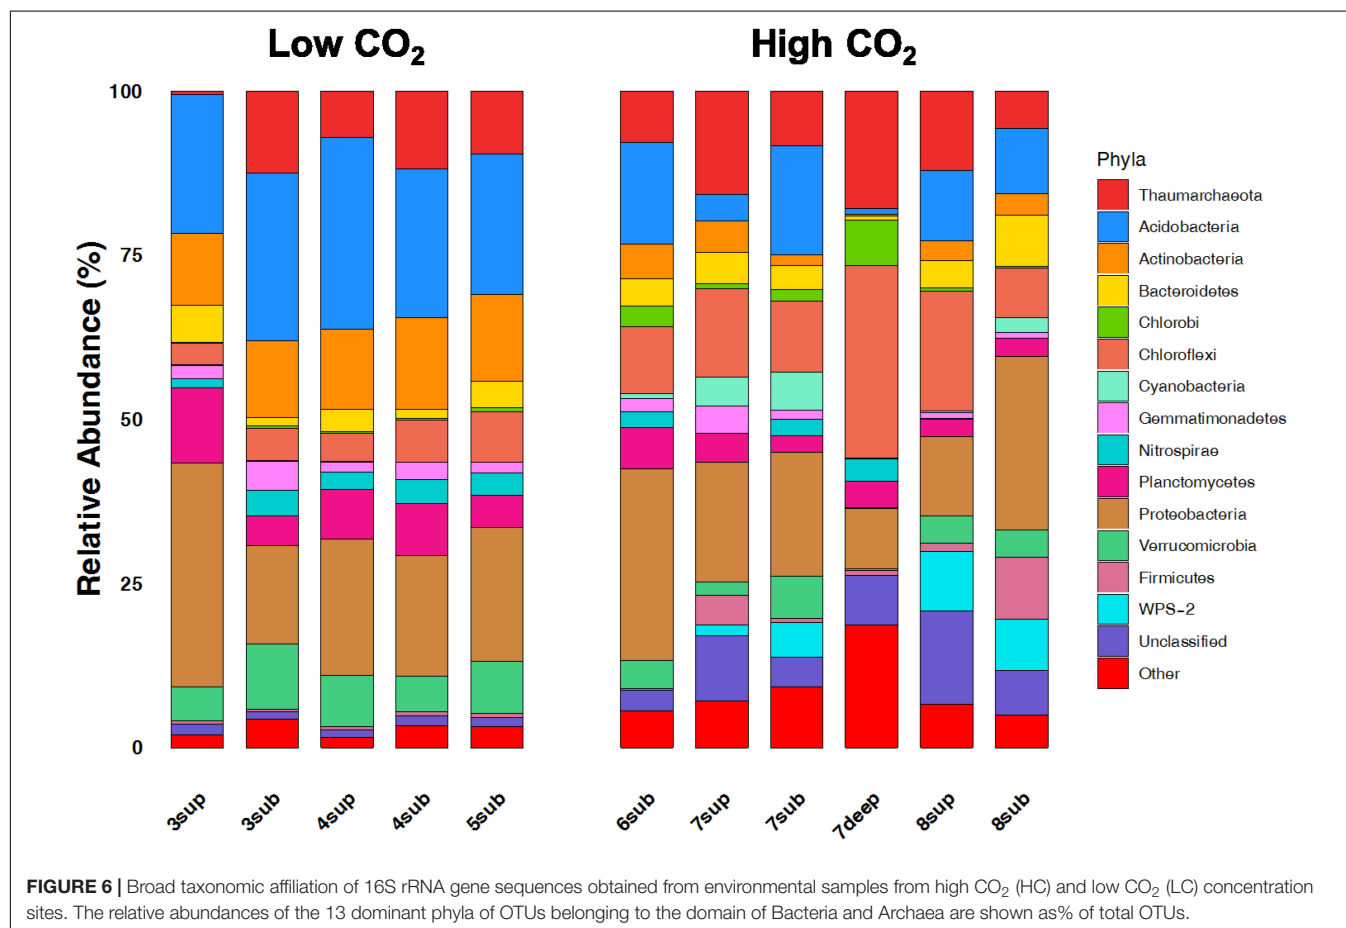 Low CO₂
High CO₂
Relative Abundance (%)
100
75
50
25
0
3sup
3sub
4sup
4sub
5sub
6sub
7sup
7sub
7deep
8sup
8sub
Phyla
Thaumarchaeota
Acidobacteria
Actinobacteria
Bacteroidetes
Chlorobi
Chloroflexi
Cyanobacteria
Gemmatimonadetes
Nitrospirae
Planctomycetes
Proteobacteria
Verrucomicrobia
Firmicutes
WPS-2
Unclassified
Other
FIGURE 6 | Broad taxonomic affiliation of 16S rRNA gene sequences obtained from environmental samples from high CO₂ (HC) and low CO₂ (LC) concentration
sites. The relative abundances of the 13 dominant phyla of OTUs belonging to the domain of Bacteria and Archaea are shown as% of total OTUs.